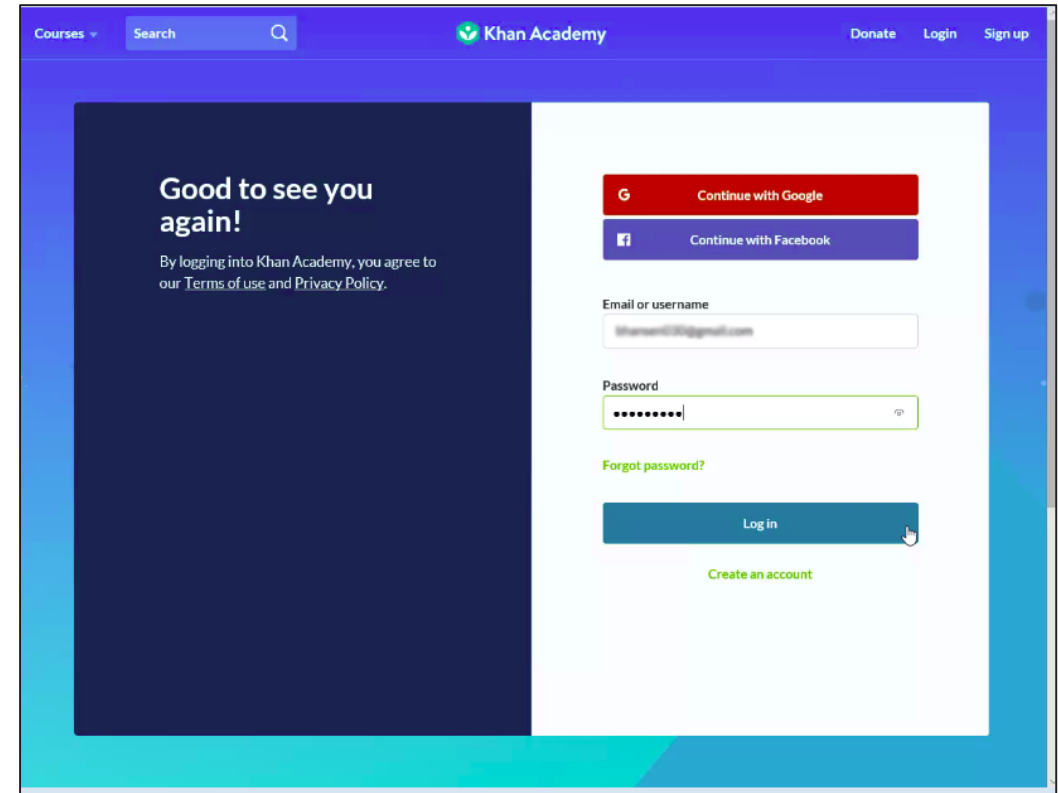 Courses
Search
Khan Academy
Donate
Login
Sign up
Good to see you
again!
By logging into Khan Academy, you agree to
our Terms of use and Privacy Policy.
G
Continue with Google
f
Continue with Facebook
Email or username
Password
•••••••••
Forgot password?
Log in
Create an account